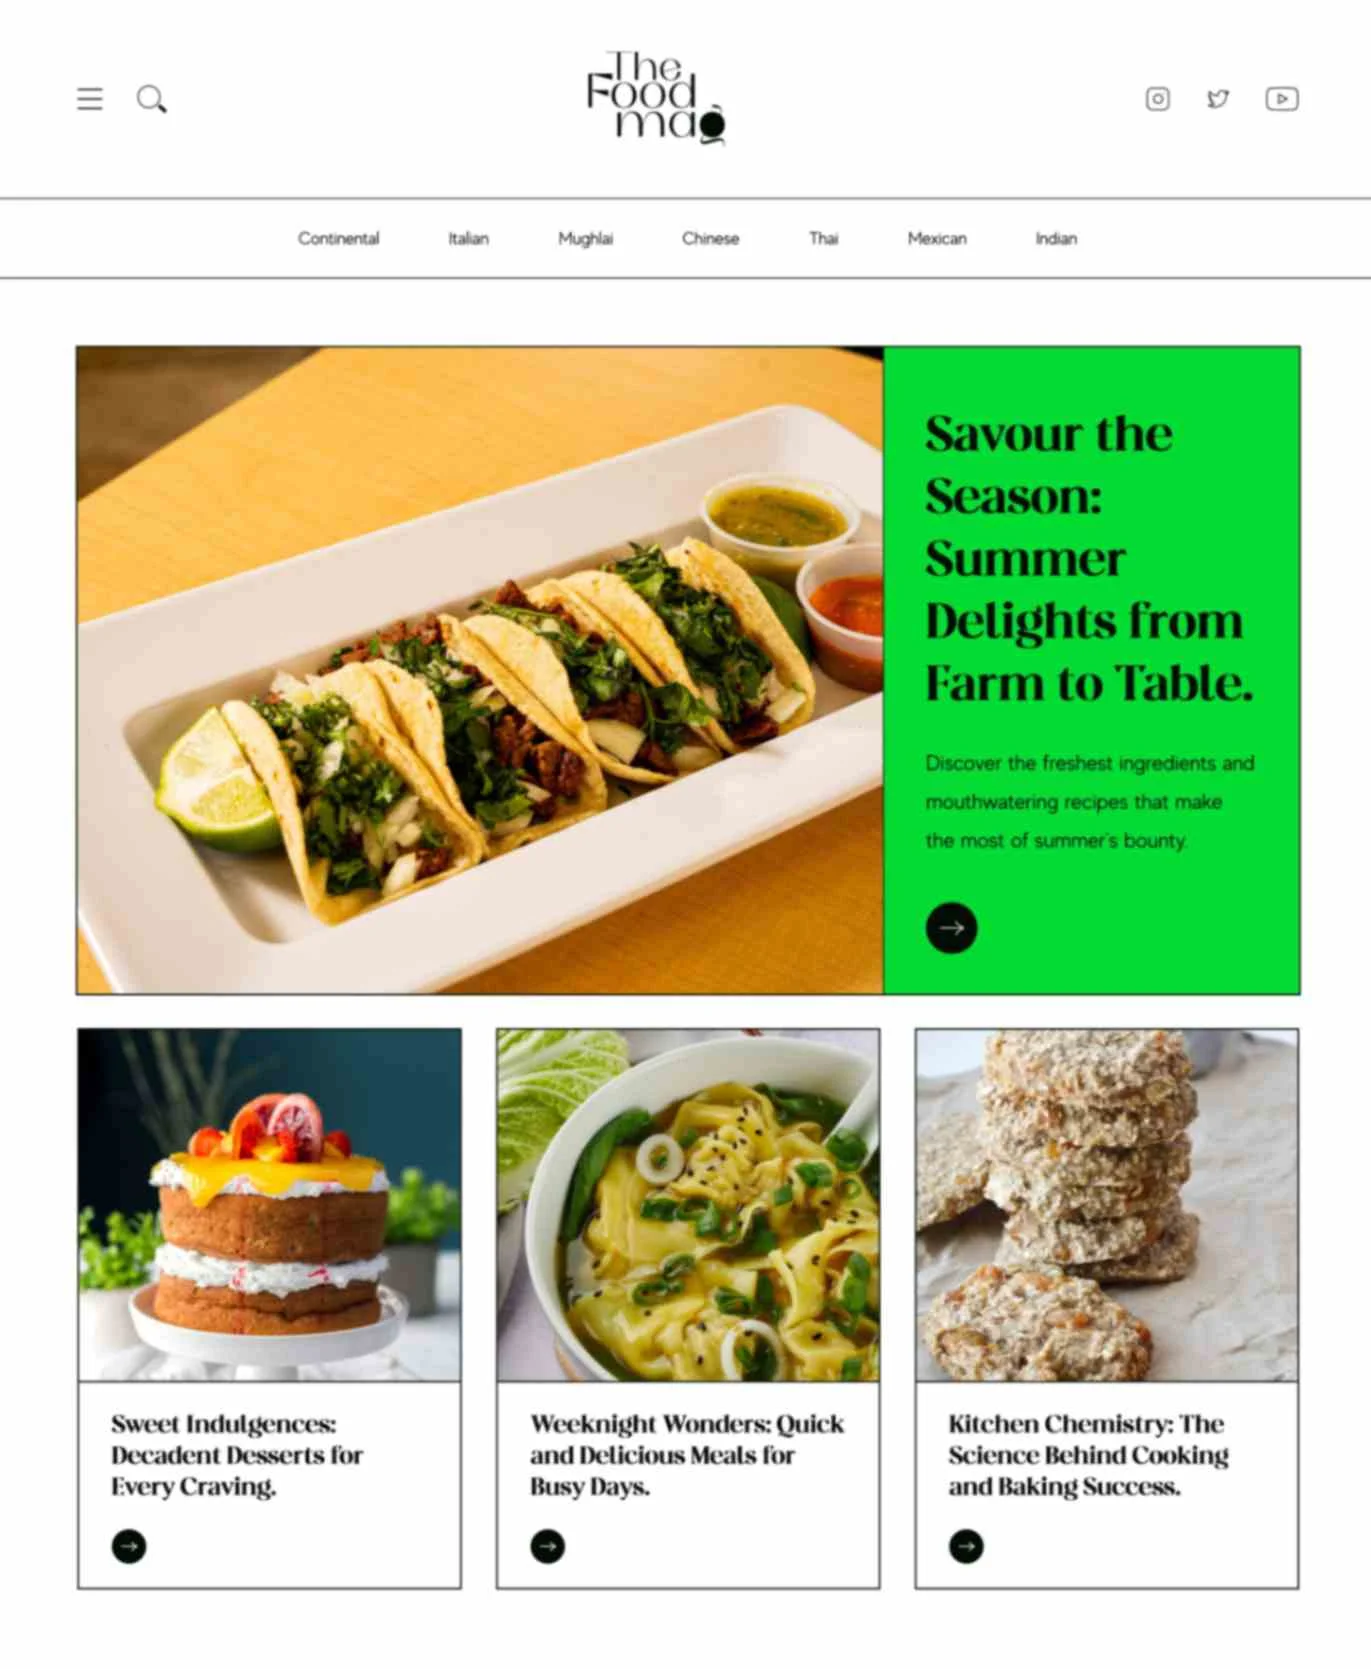 The
Food
mag
Continental Italian Mughlai Chinese Thai Mexican Indian
Savour the
Season:
Summer
Delights from
Farm to Table.
Discover the freshest ingredients and
mouthwatering recipes that make
the most of summer's bounty.
Sweet Indulgences:
Decadent Desserts for
Every Craving.
Weeknight Wonders: Quick
and Delicious Meals for
Busy Days.
Kitchen Chemistry: The
Science Behind Cooking
and Baking Success.